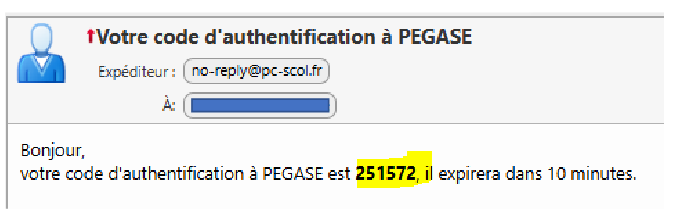 Votre code d'authentification à PEGASE
Expéditeur : no-reply@pc-scol.fr
À:
Bonjour,
votre code d'authentification à PEGASE est 251572, il expirera dans 10 minutes.